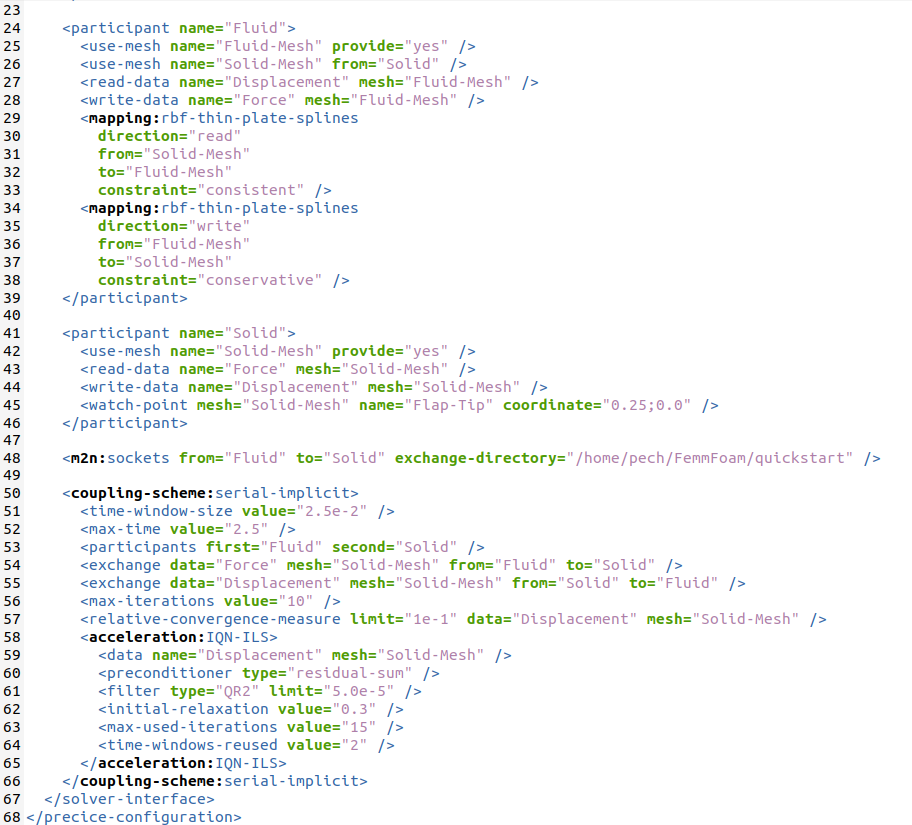 23
24 <participant name="Fluid">
25 <use-mesh name="Fluid-Mesh" provide="yes" />
26 <use-mesh name="Solid-Mesh" from="Solid" />
27 <read-data name="Displacement" mesh="Fluid-Mesh" />
28 <write-data name="Force" mesh="Fluid-Mesh" />
29 <mapping:rbf-thin-plate-splines
30 direction="read"
31 from="Solid-Mesh"
32 to="Fluid-Mesh"
33 constraint="consistent" />
34 <mapping:rbf-thin-plate-splines
35 direction="write"
36 from="Fluid-Mesh"
37 to="Solid-Mesh"
38 constraint="conservative" />
39 </participant>
40
41 <participant name="Solid">
42 <use-mesh name="Solid-Mesh" provide="yes" />
43 <read-data name="Force" mesh="Solid-Mesh" />
44 <write-data name="Displacement" mesh="Solid-Mesh" />
45 <watch-point mesh="Solid-Mesh" name="Flap-Tip" coordinate="0.25;0.0" />
46 </participant>
47
48 <m2n:sockets from="Fluid" to="Solid" exchange-directory="/home/pech/FemmFoam/quickstart" />
49
50 <coupling-scheme:serial-implicit>
51 <time-window-size value="2.5e-2" />
52 <max-time value="2.5" />
53 <participants first="Fluid" second="Solid" />
54 <exchange data="Force" mesh="Solid-Mesh" from="Fluid" to="Solid" />
55 <exchange data="Displacement" mesh="Solid-Mesh" from="Solid" to="Fluid" />
56 <max-iterations value="10" />
57 <relative-convergence-measure limit="1e-1" data="Displacement" mesh="Solid-Mesh" />
58 <acceleration:IQN-ILS>
59 <data name="Displacement" mesh="Solid-Mesh" />
60 <preconditioner type="residual-sum" />
61 <filter type="QR2" limit="5.0e-5" />
62 <initial-relaxation value="0.3" />
63 <max-used-iterations value="15" />
64 <time-windows-reused value="2" />
65 </acceleration:IQN-ILS>
66 </coupling-scheme:serial-implicit>
67 </solver-interface>
68 </precice-configuration>